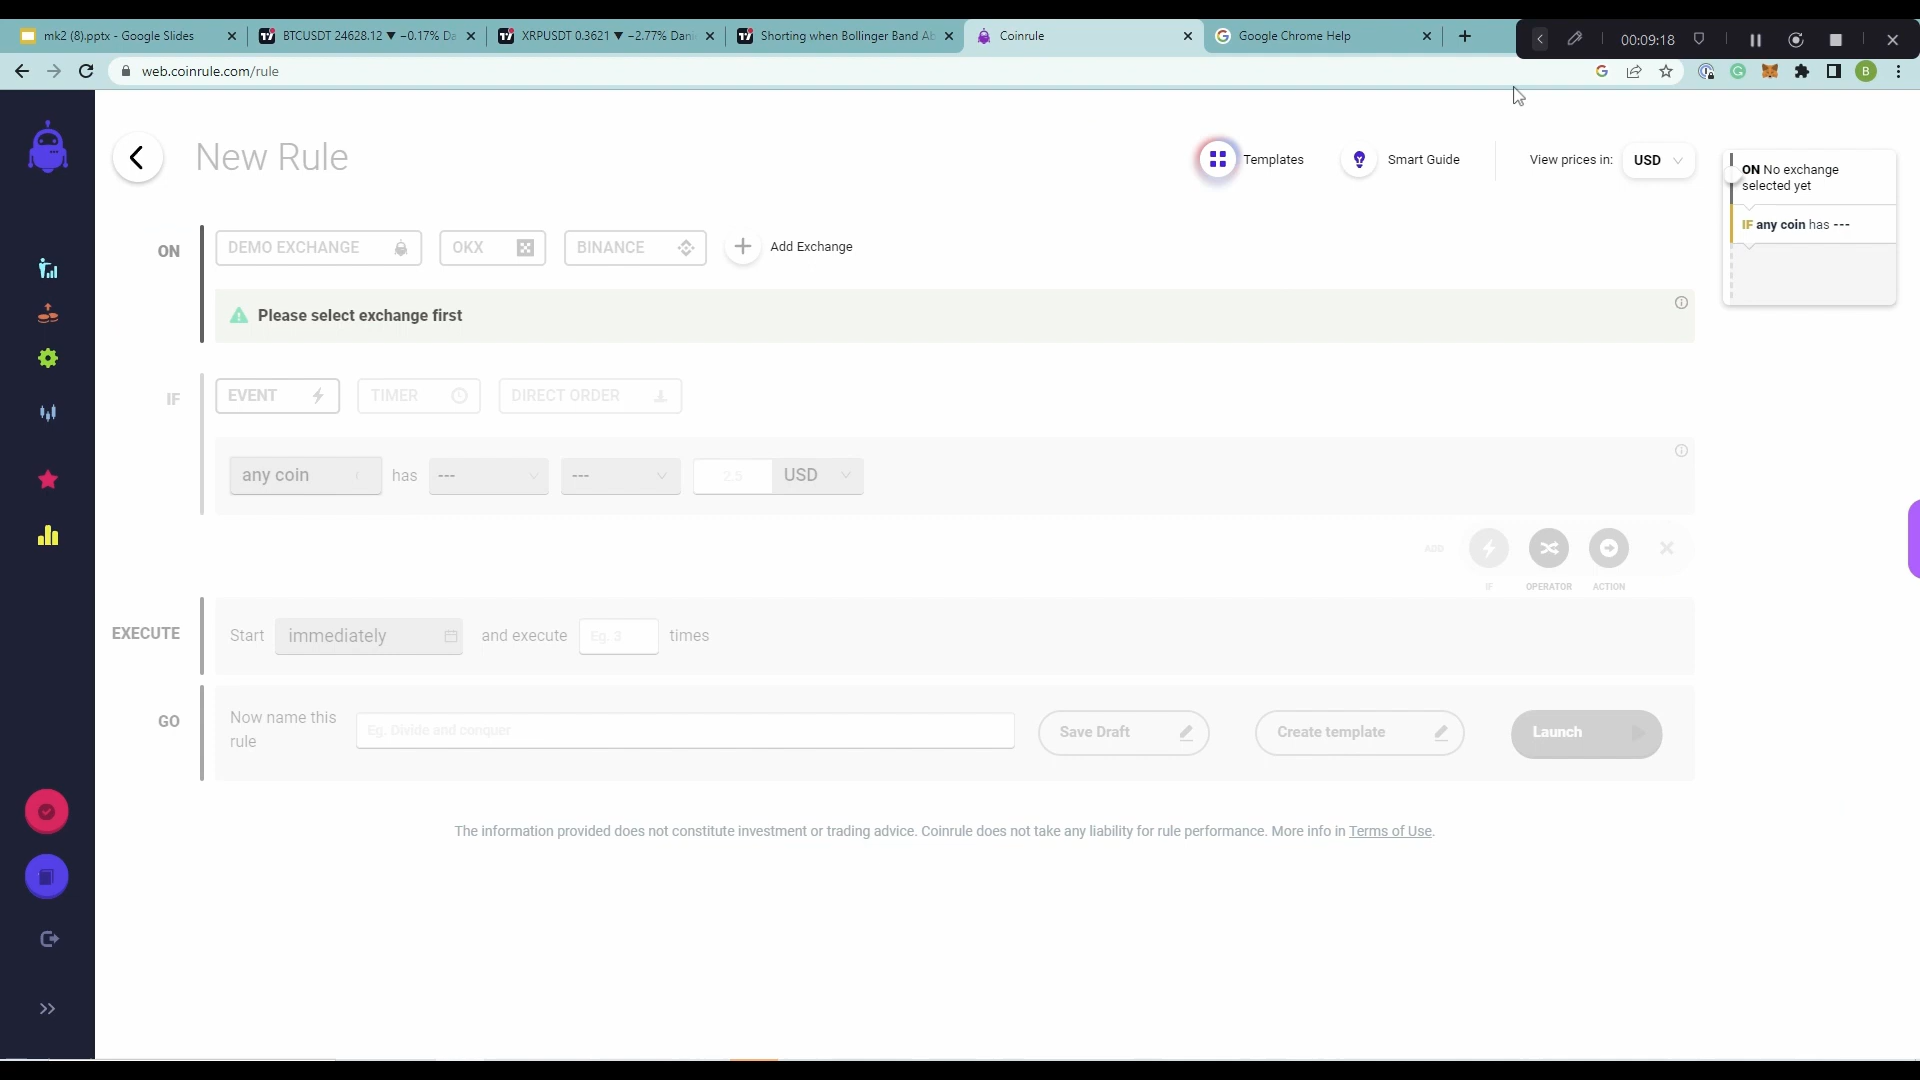 mk2 (8).pptx - Google Slides
BTCUSDT 24628.12 ▼ −0.17% Da
XRPUSDT 0.3621 ▼ −2.77% Dani
Shorting when Bollinger Band Ab
Coinrule
Google Chrome Help
00:09:18
web.coinrule.com/rule
B
New Rule
Templates
Smart Guide
View prices in:
USD
ON No exchange
selected yet
IF any coin has ---
ON
DEMO EXCHANGE
OKX
BINANCE
Add Exchange
Please select exchange first
IF
EVENT
TIMER
DIRECT ORDER
any coin
has
---
---
2.5
USD
ADD
IF
OPERATOR
ACTION
EXECUTE
Start
immediately
and execute
Eg. 3
times
GO
Now name this
rule
Eg. Divide and conquer
Save Draft
Create template
Launch
The information provided does not constitute investment or trading advice. Coinrule does not take any liability for rule performance. More info in Terms of Use.